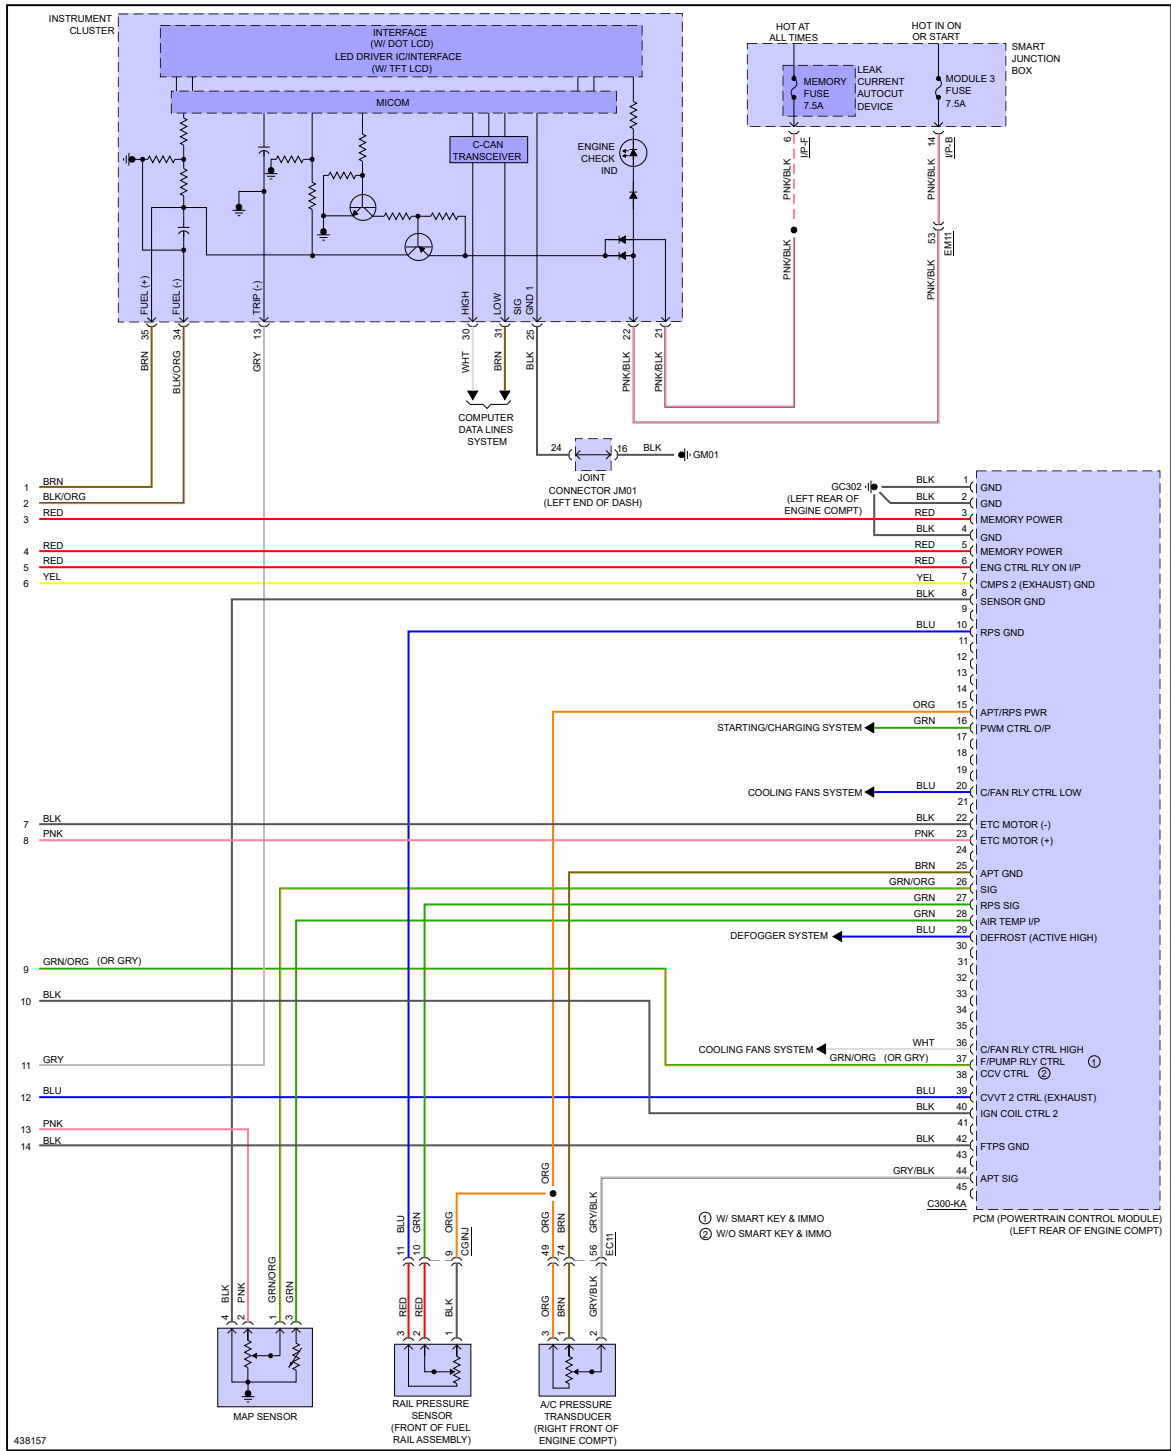 INSTRUMENT
CLUSTER
INTERFACE
(W/ DOT LCD)
LED DRIVER IC/INTERFACE
(W/ TFT LCD)
MICOM
C-CAN
TRANSCEIVER
ENGINE
CHECK
IND
FUEL (+)
FUEL (-)
TRIP (-)
HIGH
LOW
SIG
GND 1
35
34
13
30
31
25
22
21
BRN
BLK/ORG
GRY
WHT
BRN
BLK
PNK/BLK
PNK/BLK
HOT AT
ALL TIMES
HOT IN ON
OR START
SMART
JUNCTION
BOX
MEMORY
FUSE
7.5A
LEAK
CURRENT
AUTOCUT
DEVICE
MODULE 3
FUSE
7.5A
6
I/P-F
14
I/P-B
PNK/BLK
PNK/BLK
53
EM11
PNK/BLK
PNK/BLK
COMPUTER
DATA LINES
SYSTEM
24
16
BLK
GM01
JOINT
CONNECTOR JM01
(LEFT END OF DASH)
1 BRN
2 BLK/ORG
3 RED
4 RED
5 RED
6 YEL
7 BLK
8 PNK
9 GRN/ORG (OR GRY)
10 BLK
11 GRY
12 BLU
13 PNK
14 BLK
GC302
(LEFT REAR OF
ENGINE COMPT)
BLK 1 GND
BLK 2 GND
RED 3 MEMORY POWER
BLK 4 GND
RED 5 MEMORY POWER
RED 6 ENG CTRL RLY ON I/P
YEL 7 CMPS 2 (EXHAUST) GND
BLK 8 SENSOR GND
9
BLU 10 RPS GND
11
12
13
14
ORG 15 APT/RPS PWR
STARTING/CHARGING SYSTEM GRN 16 PWM CTRL O/P
17
18
19
COOLING FANS SYSTEM BLU 20 C/FAN RLY CTRL LOW
21
BLK 22 ETC MOTOR (-)
PNK 23 ETC MOTOR (+)
24
BRN 25 APT GND
GRN/ORG 26 SIG
GRN 27 RPS SIG
GRN 28 AIR TEMP I/P
DEFOGGER SYSTEM BLU 29 DEFROST (ACTIVE HIGH)
30
31
32
33
34
35
COOLING FANS SYSTEM WHT 36 C/FAN RLY CTRL HIGH
GRN/ORG (OR GRY) 37 F/PUMP RLY CTRL 1
38 CCV CTRL 2
BLU 39 CVVT 2 CTRL (EXHAUST)
BLK 40 IGN COIL CTRL 2
41
BLK 42 FTPS GND
43
GRY/BLK 44 APT SIG
45
C300-KA
PCM (POWERTRAIN CONTROL MODULE)
(LEFT REAR OF ENGINE COMPT)
1 W/ SMART KEY & IMMO
2 W/O SMART KEY & IMMO
BLK
PNK
GRN/ORG
GRN
4
2
1
3
MAP SENSOR
BLU
GRN
ORG
11
10
9
CGINJ
RED
RED
BLK
3
2
1
RAIL PRESSURE
SENSOR
(FRONT OF FUEL
RAIL ASSEMBLY)
ORG
ORG
BRN
GRY/BLK
49
74
56
EC11
ORG
BRN
GRY/BLK
3
1
2
A/C PRESSURE
TRANSDUCER
(RIGHT FRONT OF
ENGINE COMPT)
438157